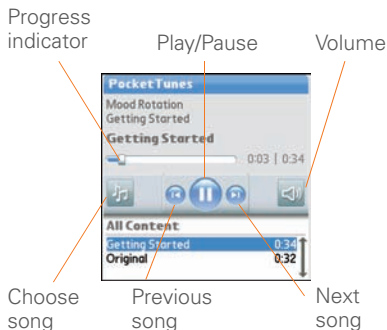 Progress
indicator
Play/Pause
Volume
PocketTunes
Mood Rotation
Getting Started
Getting Started
0:03 | 0:34
All Content
Getting Started 0:34
Original 0:32
Choose
song
Previous
song
Next
song